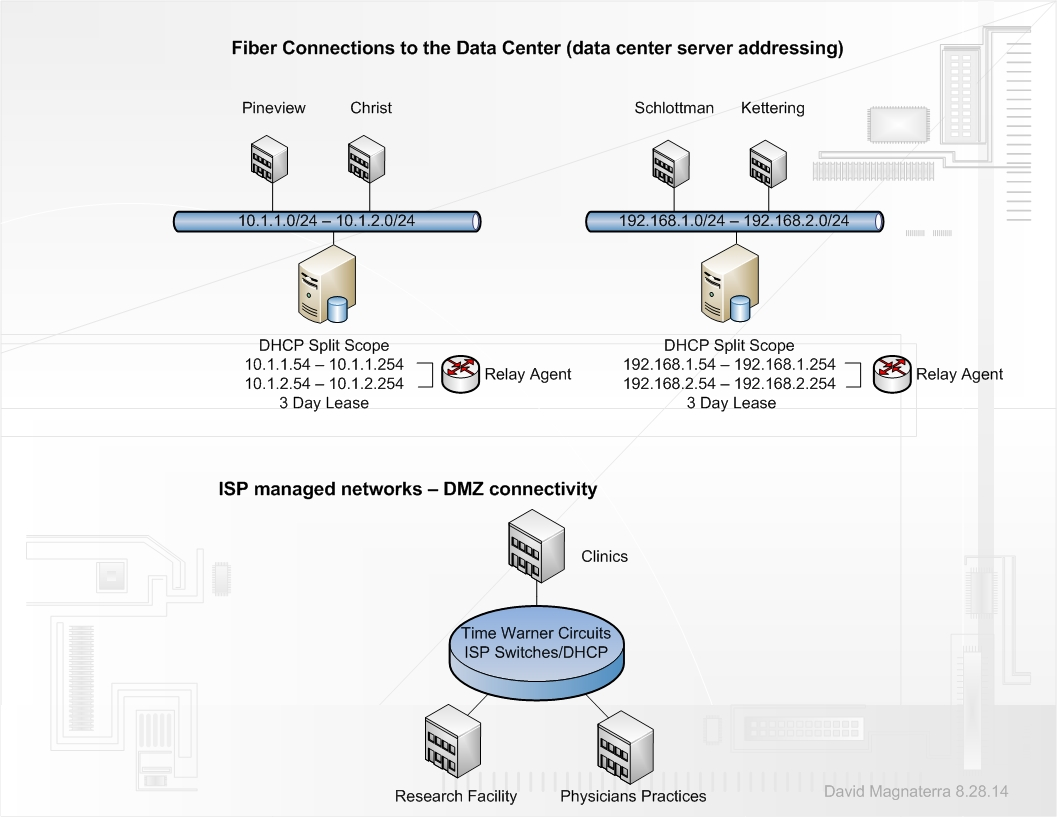 Fiber Connections to the Data Center (data center server addressing)
Pineview
Christ
Schlottman
Kettering
10.1.1.0/24 – 10.1.2.0/24
192.168.1.0/24 – 192.168.2.0/24
DHCP Split Scope
10.1.1.54 – 10.1.1.254
10.1.2.54 – 10.1.2.254
3 Day Lease
Relay Agent
DHCP Split Scope
192.168.1.54 – 192.168.1.254
192.168.2.54 – 192.168.2.254
3 Day Lease
Relay Agent
ISP managed networks – DMZ connectivity
Clinics
Time Warner Circuits
ISP Switches/DHCP
Research Facility
Physicians Practices
David Magnaterra 8.28.14